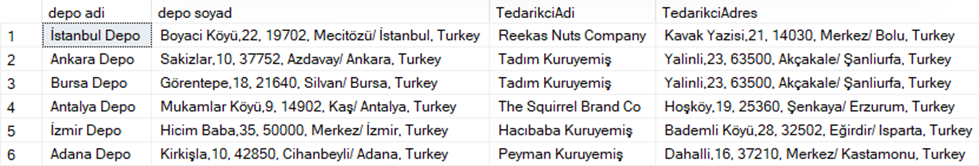 depo adi depo soyad TedarikciAdi TedarikciAdres
1 İstanbul Depo Boyaci Köyü,22, 19702, Mecitözü/ İstanbul, Turkey Reekas Nuts Company Kavak Yazisi,21, 14030, Merkez/ Bolu, Turkey
2 Ankara Depo Sakizlar,10, 37752, Azdavay/ Ankara, Turkey Tadım Kuruyemiş Yalinli,23, 63500, Akçakale/ Şanliurfa, Turkey
3 Bursa Depo Görentepe,18, 21640, Silvan/ Bursa, Turkey Tadım Kuruyemiş Yalinli,23, 63500, Akçakale/ Şanliurfa, Turkey
4 Antalya Depo Mukamlar Köyü,9, 14902, Kaş/ Antalya, Turkey The Squirrel Brand Co Hoşköy,19, 25360, Şenkaya/ Erzurum, Turkey
5 İzmir Depo Hicim Baba,35, 50000, Merkez/ İzmir, Turkey Hacıbaba Kuruyemiş Bademli Köyü,28, 32502, Eğirdir/ Isparta, Turkey
6 Adana Depo Kirkişla,10, 42850, Cihanbeyli/ Adana, Turkey Peyman Kuruyemiş Dahalli,16, 37210, Merkez/ Kastamonu, Turkey